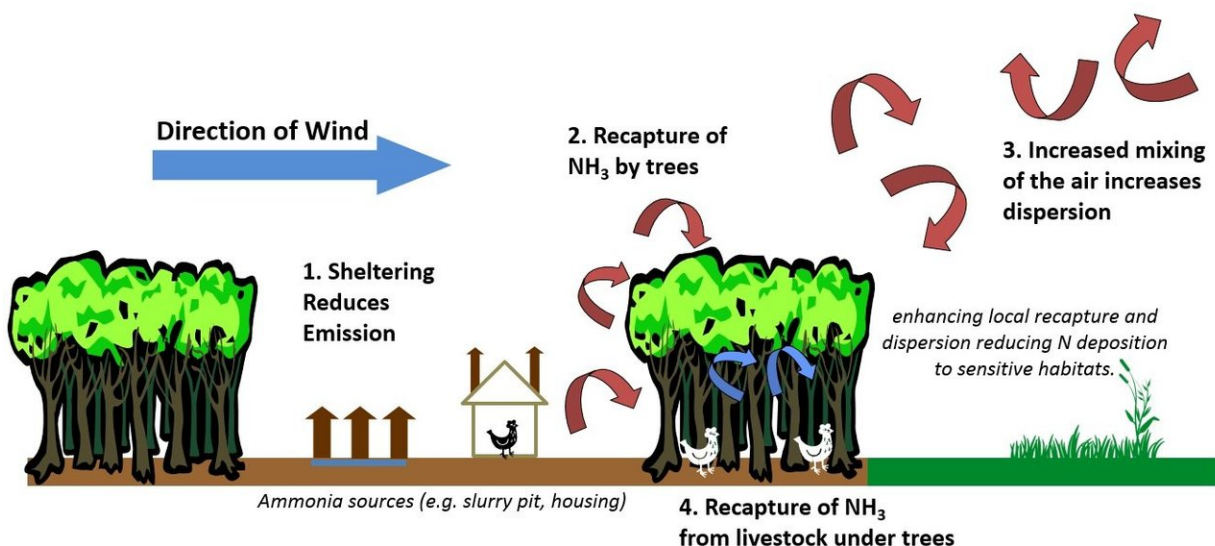 Direction of Wind
2. Recapture of
NH₃ by trees
3. Increased mixing
of the air increases
dispersion
1. Sheltering
Reduces
Emission
enhancing local recapture and
dispersion reducing N deposition
to sensitive habitats.
Ammonia sources (e.g. slurry pit, housing)
4. Recapture of NH₃
from livestock under trees